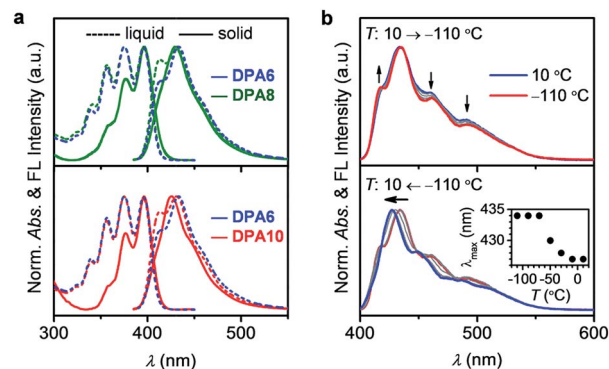 a
b
Norm. Abs. & FL Intensity (a.u.)
liquid
solid
DPA6
DPA8
DPA6
DPA10
300
400
500
λ (nm)
T: 10 → −110 °C
10 °C
−110 °C
T: 10 ← −110 °C
λmax (nm)
435
430
−100
−50
0
T (°C)
400
500
600
λ (nm)